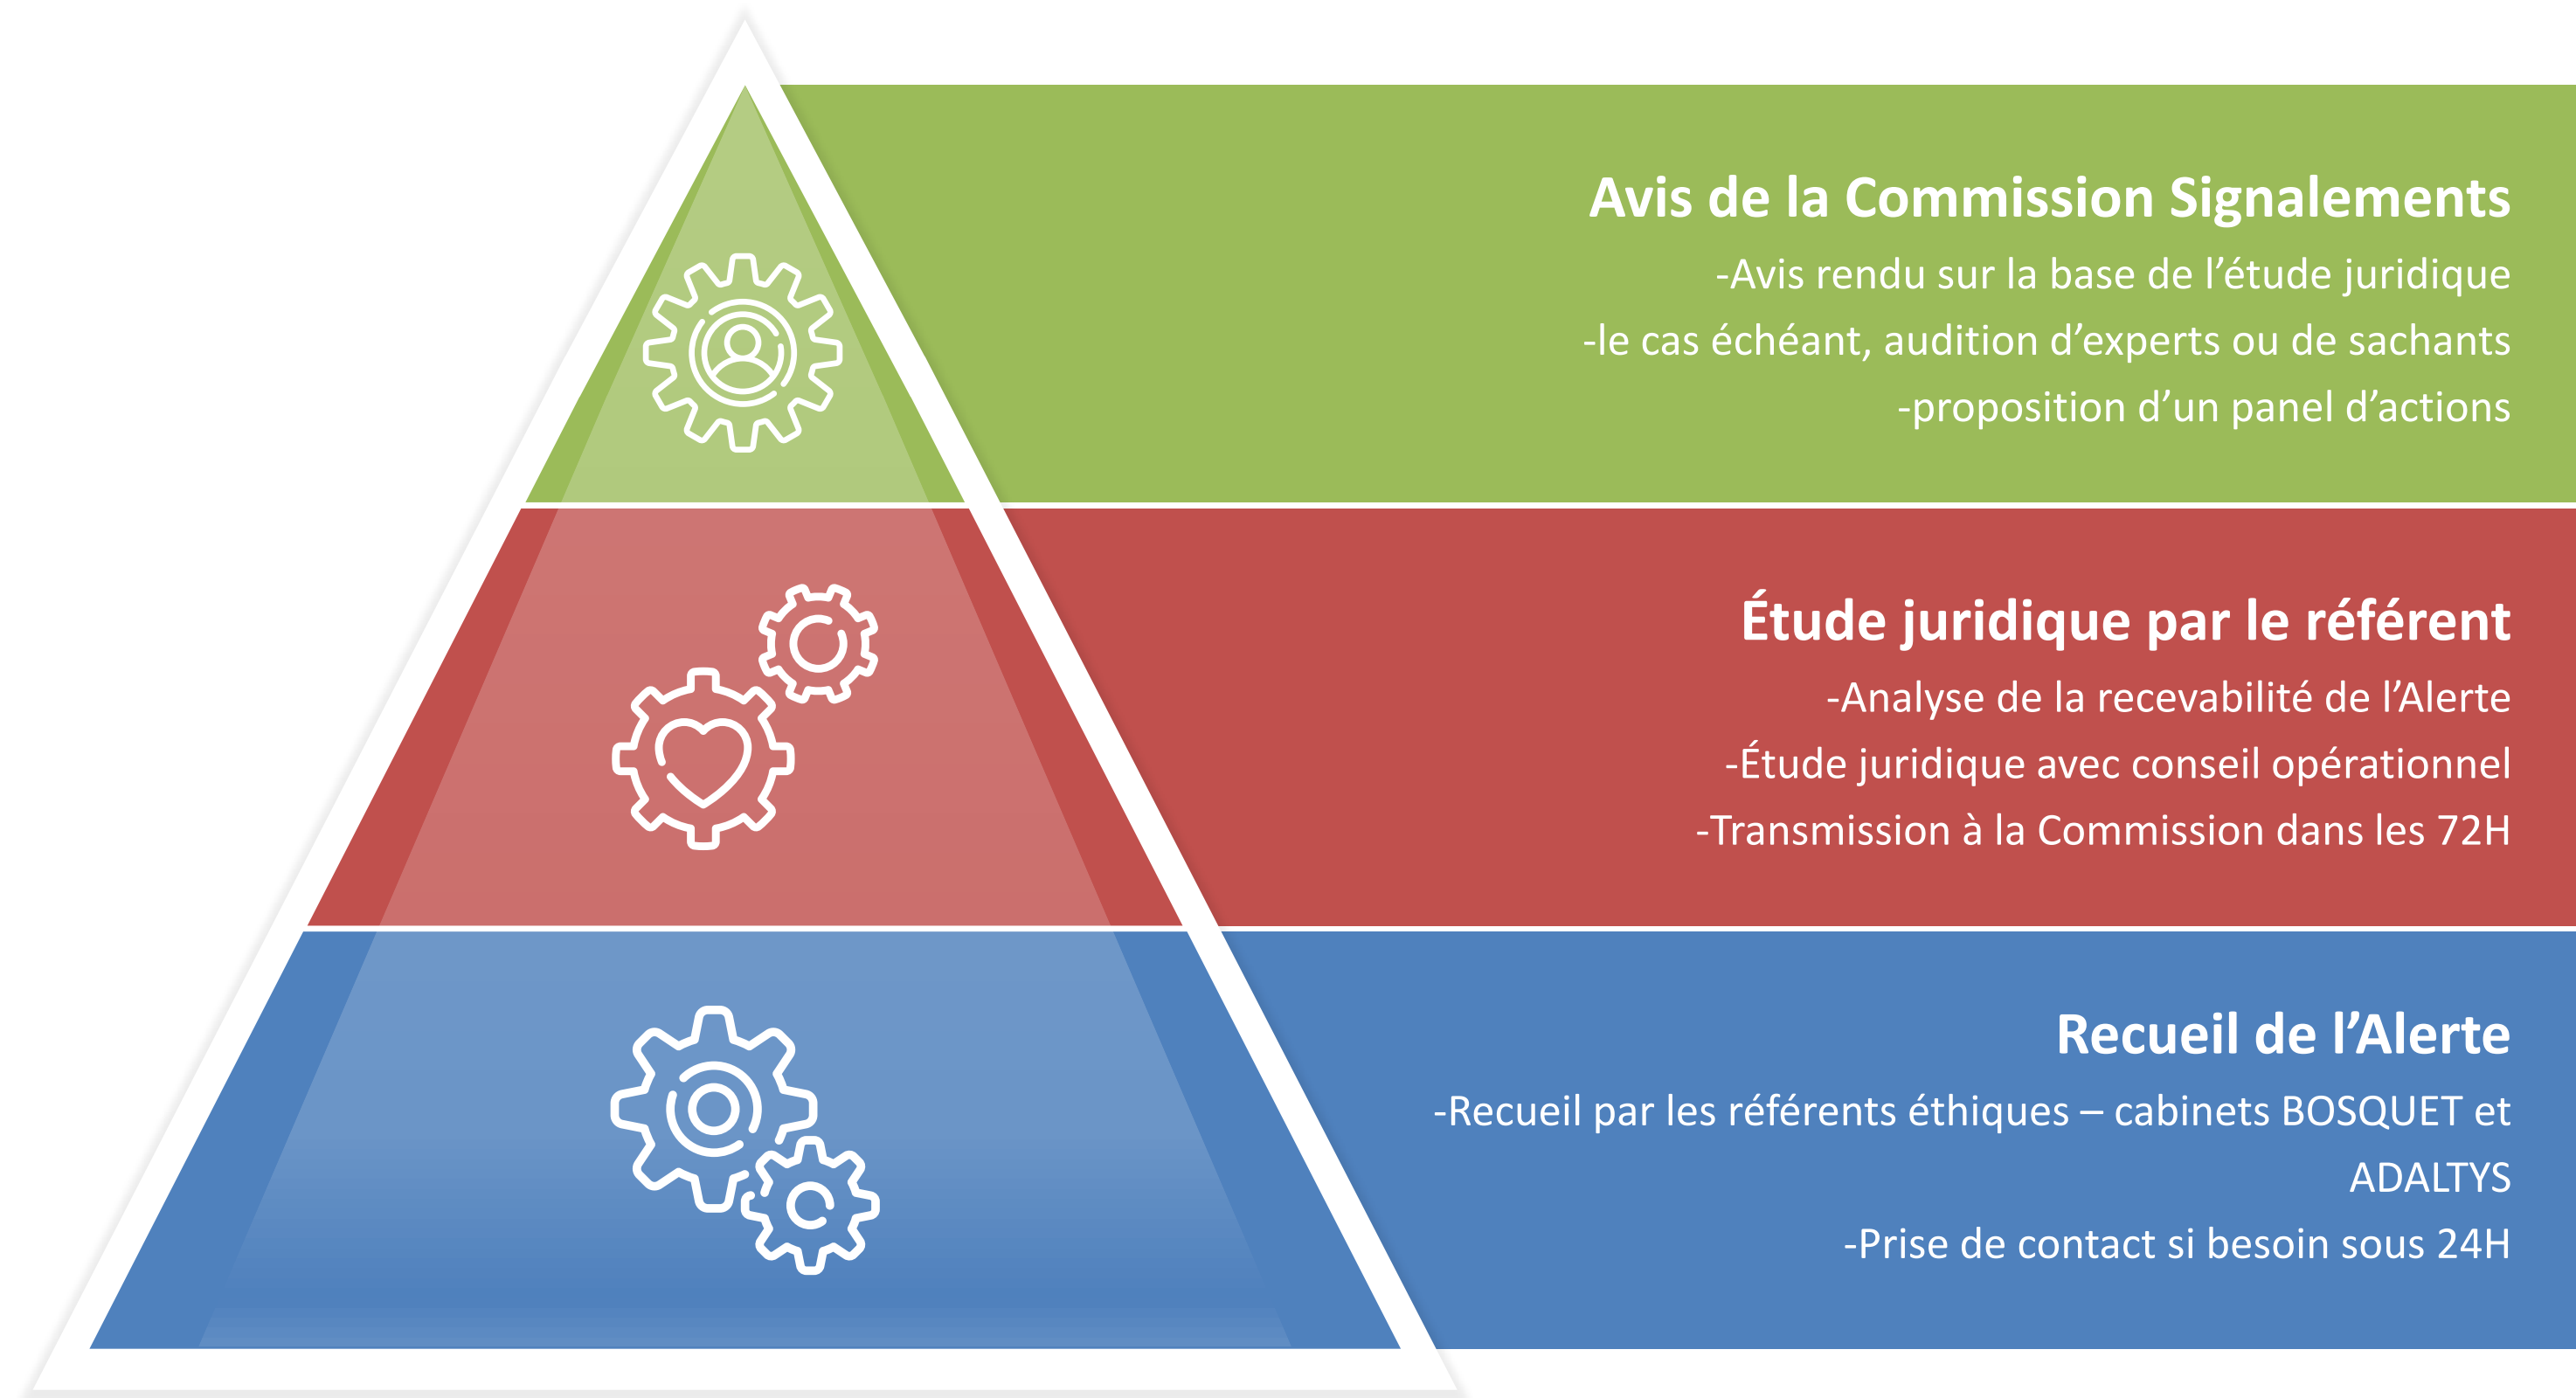 Avis de la Commission Signalements
-Avis rendu sur la base de l’étude juridique
-le cas échéant, audition d’experts ou de sachants
-proposition d’un panel d’actions
Étude juridique par le référent
-Analyse de la recevabilité de l’Alerte
-Étude juridique avec conseil opérationnel
-Transmission à la Commission dans les 72H
Recueil de l’Alerte
-Recueil par les référents éthiques – cabinets BOSQUET et
ADALTYS
-Prise de contact si besoin sous 24H